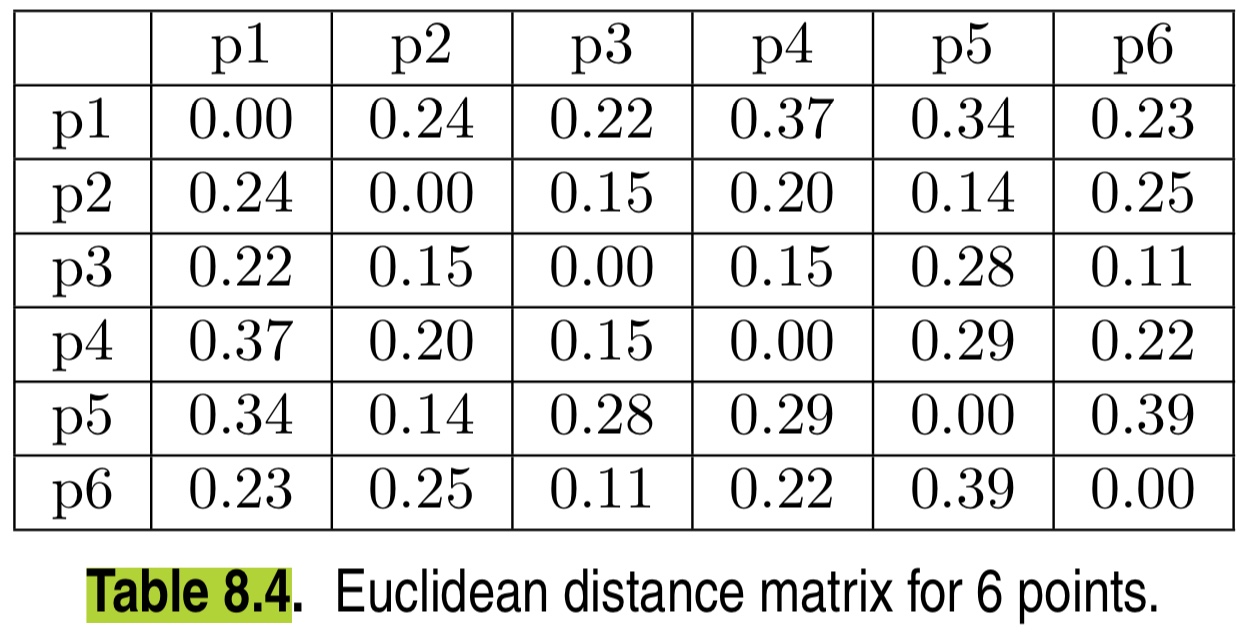 p1 p2 p3 p4 p5 p6
p1 0.00 0.24 0.22 0.37 0.34 0.23
p2 0.24 0.00 0.15 0.20 0.14 0.25
p3 0.22 0.15 0.00 0.15 0.28 0.11
p4 0.37 0.20 0.15 0.00 0.29 0.22
p5 0.34 0.14 0.28 0.29 0.00 0.39
p6 0.23 0.25 0.11 0.22 0.39 0.00
Table 8.4. Euclidean distance matrix for 6 points.